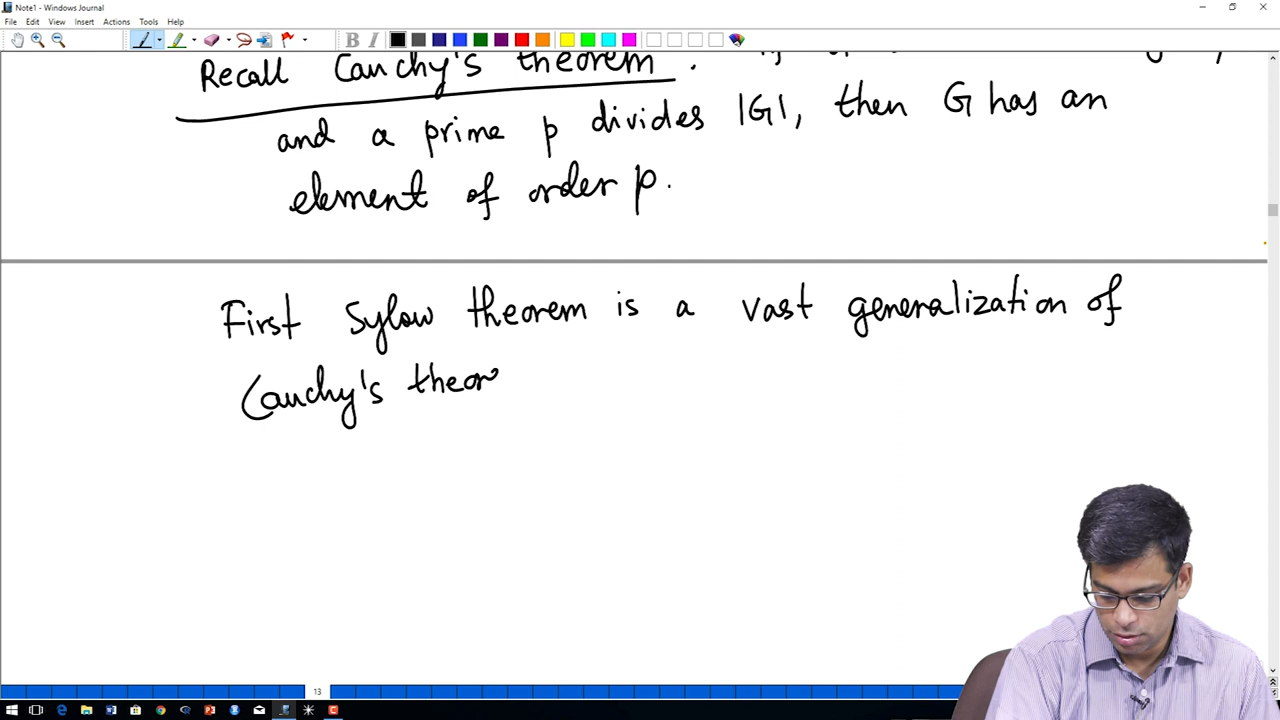 Note1 - Windows Journal
File Edit View Insert Actions Tools Help
B I
Recall Cauchy's theorem.
and a prime p divides |G|, then G has an
element of order p.
First Sylow theorem is a vast generalization of
Cauchy's theor
13